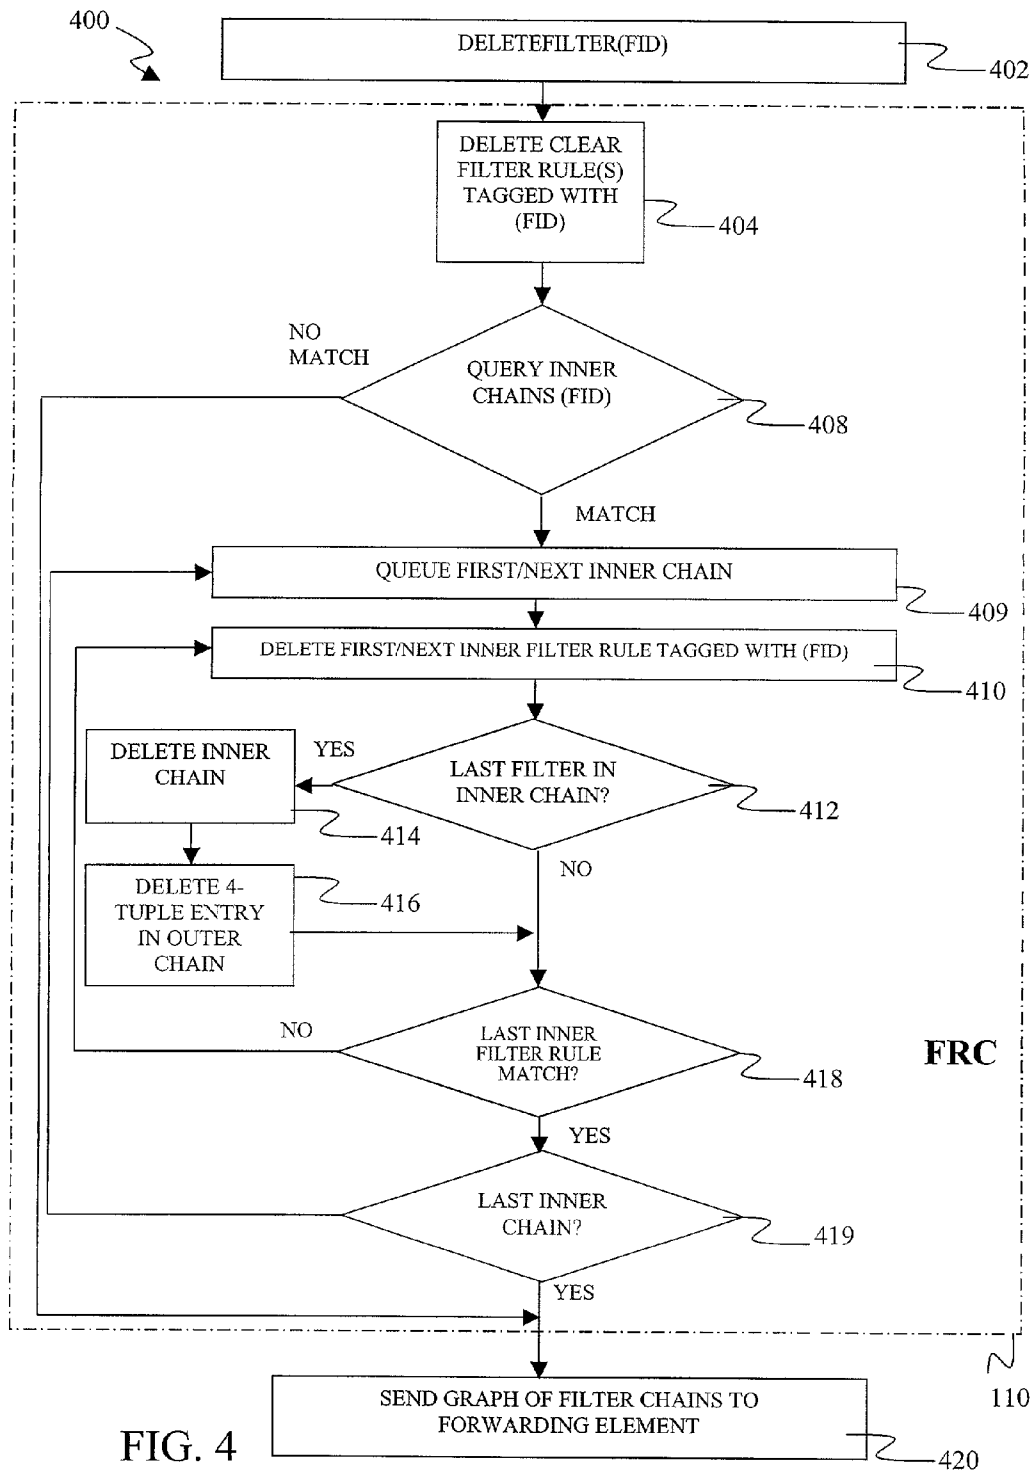 400
DELETEFILTER(FID)
402
DELETE CLEAR
FILTER RULE(S)
TAGGED WITH
(FID)
404
NO
MATCH
QUERY INNER
CHAINS (FID)
408
MATCH
QUEUE FIRST/NEXT INNER CHAIN
409
DELETE FIRST/NEXT INNER FILTER RULE TAGGED WITH (FID)
410
DELETE INNER
CHAIN
YES
LAST FILTER IN
INNER CHAIN?
412
414
NO
DELETE 4-
TUPLE ENTRY
IN OUTER
CHAIN
416
NO
LAST INNER
FILTER RULE
MATCH?
418
FRC
YES
LAST INNER
CHAIN?
419
YES
110
SEND GRAPH OF FILTER CHAINS TO
FORWARDING ELEMENT
420
FIG. 4